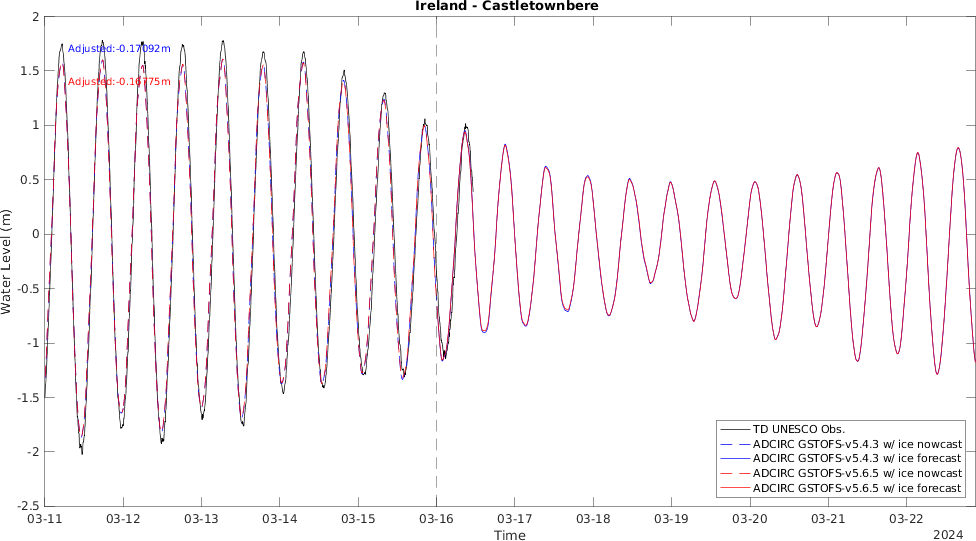 Ireland - Castletownbere
2
1.5
1
0.5
0
-0.5
-1
-1.5
-2
-2.5
Water Level (m)
Adjusted:-0.17092m
Adjusted:-0.16775m
TD UNESCO Obs.
ADCIRC GSTOFS-v5.4.3 w/ ice nowcast
ADCIRC GSTOFS-v5.4.3 w/ ice forecast
ADCIRC GSTOFS-v5.6.5 w/ ice nowcast
ADCIRC GSTOFS-v5.6.5 w/ ice forecast
03-11 03-12 03-13 03-14 03-15 03-16 03-17 03-18 03-19 03-20 03-21 03-22
Time
2024